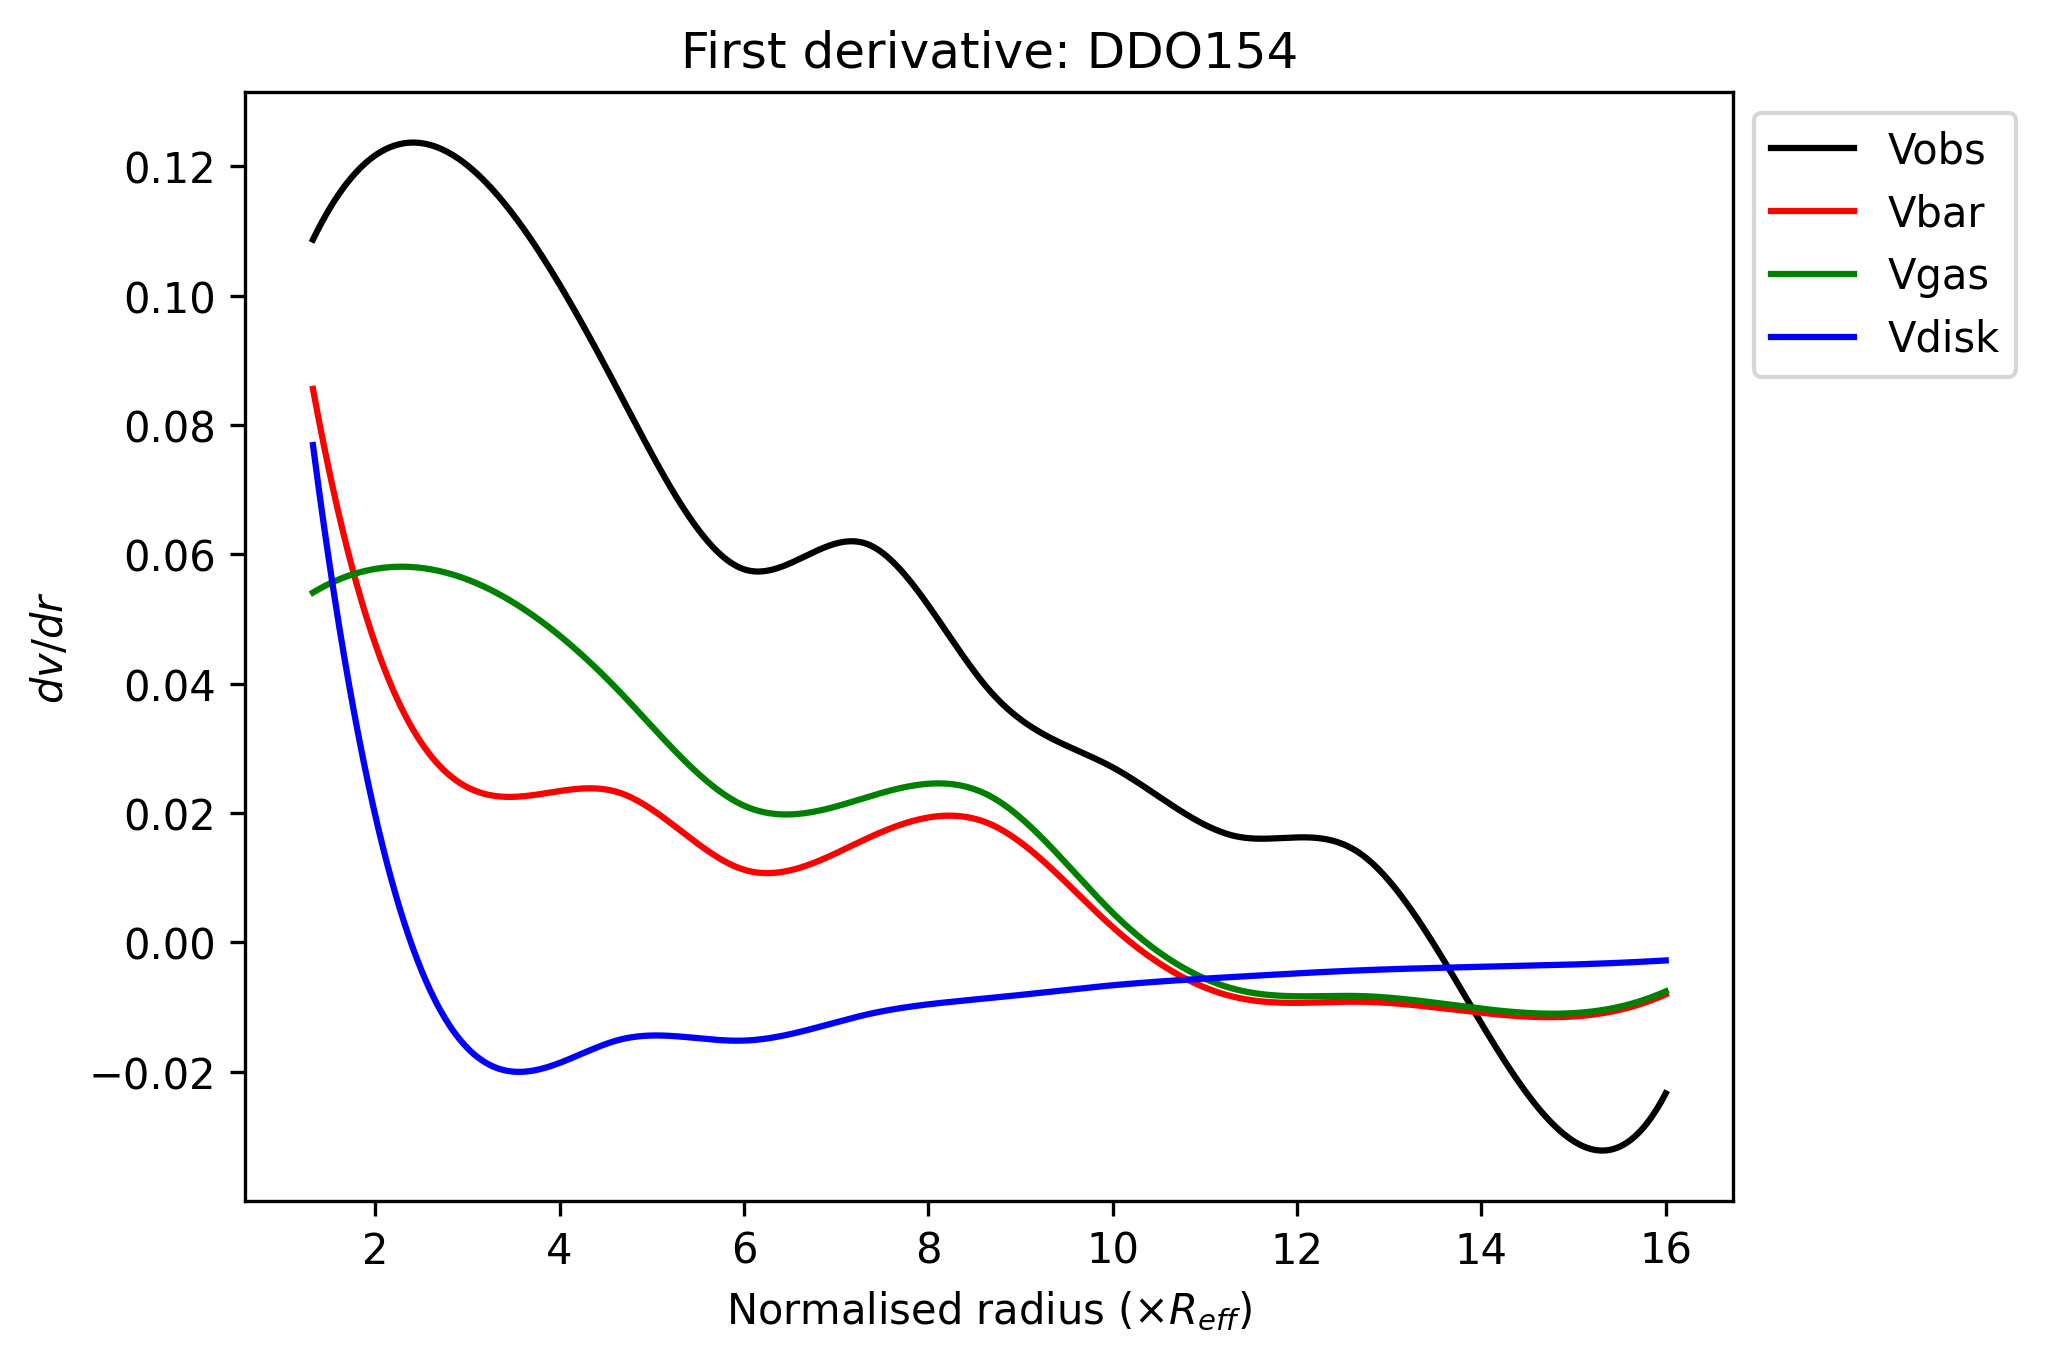 First derivative: DDO154
0.12
0.10
0.08
0.06
0.04
0.02
0.00
−0.02
dv/dr
2 4 6 8 10 12 14 16
Normalised radius (×R_eff)
Vobs
Vbar
Vgas
Vdisk